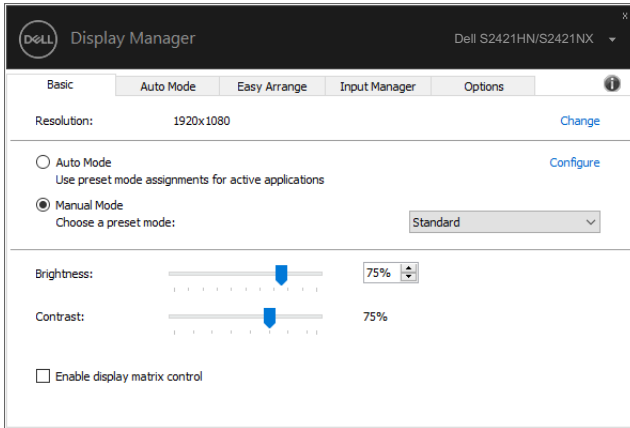 x
DELL Display Manager Dell S2421HN/S2421NX
Basic Auto Mode Easy Arrange Input Manager Options i
Resolution: 1920x1080 Change
Auto Mode Configure
Use preset mode assignments for active applications
Manual Mode
Choose a preset mode: Standard
Brightness: 75%
Contrast: 75%
Enable display matrix control